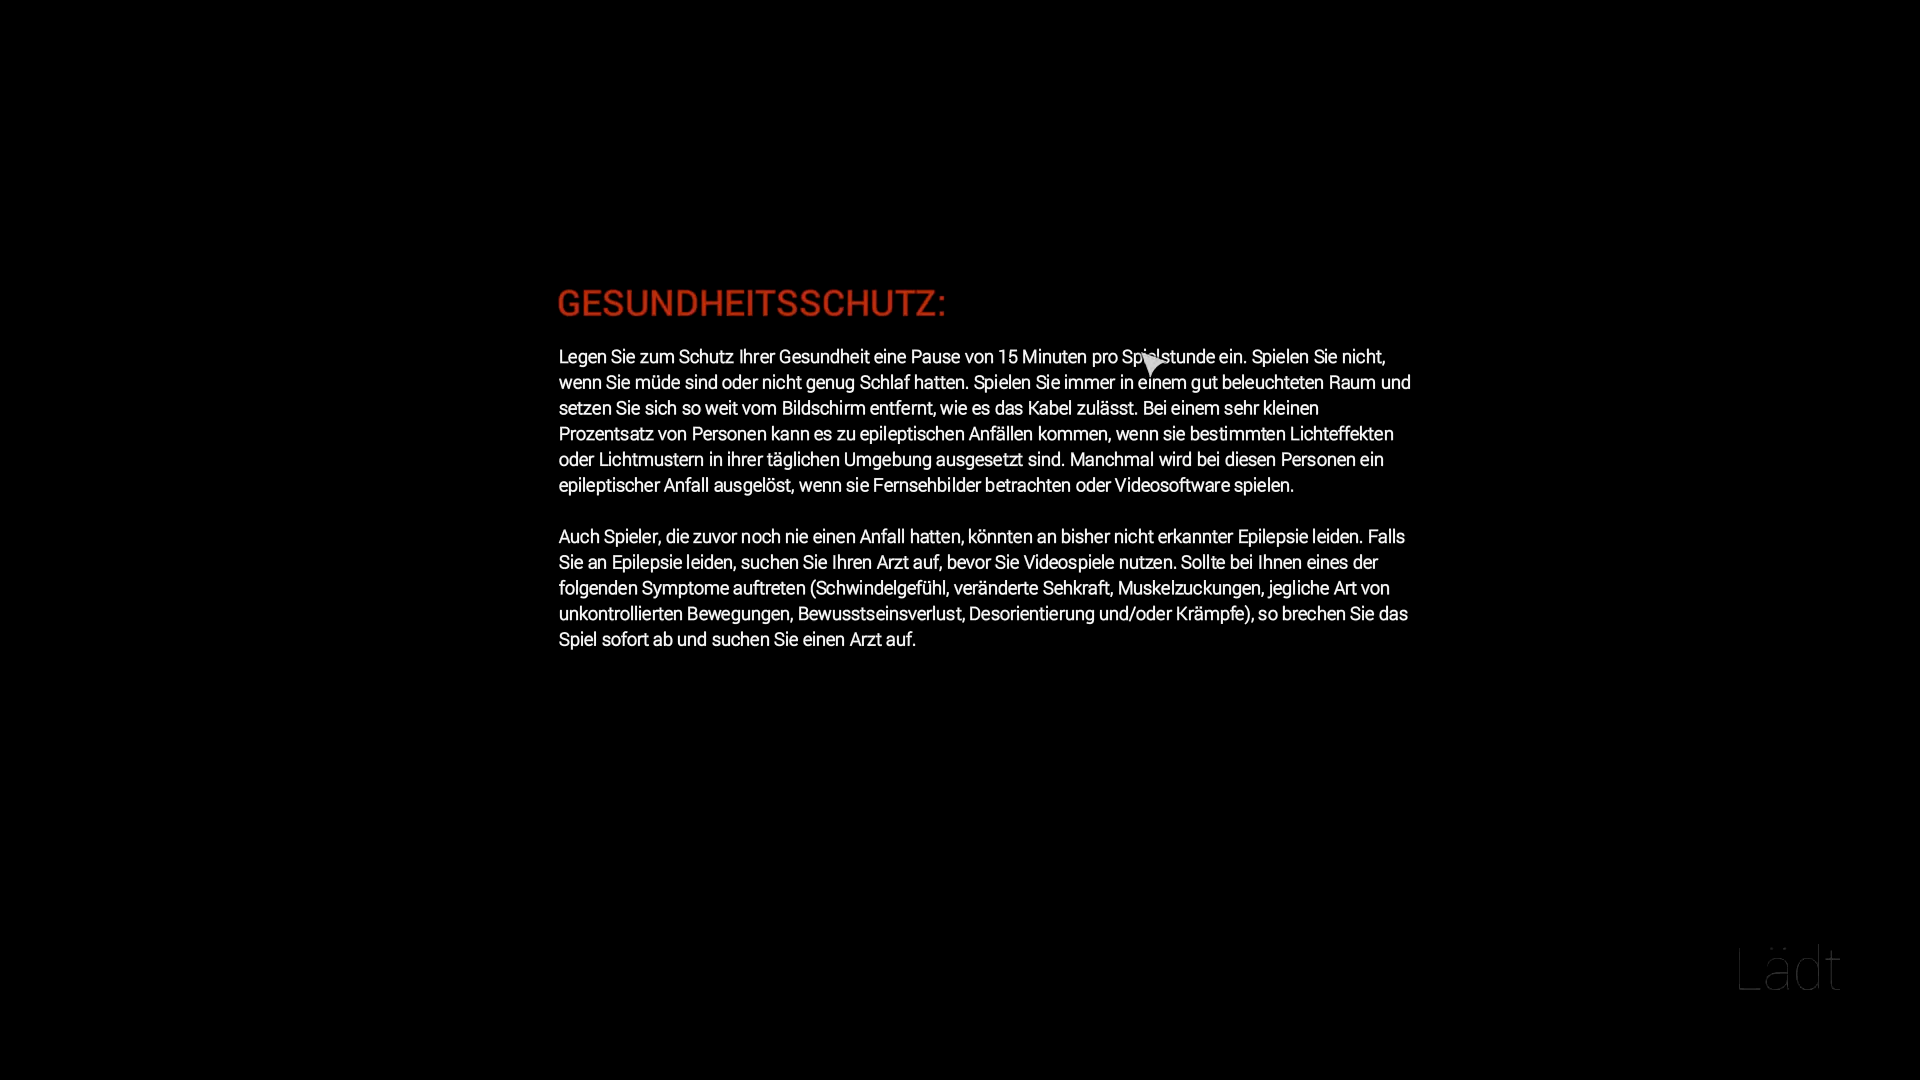 GESUNDHEITSSCHUTZ:
Legen Sie zum Schutz Ihrer Gesundheit eine Pause von 15 Minuten pro Spielstunde ein. Spielen Sie nicht,
wenn Sie müde sind oder nicht genug Schlaf hatten. Spielen Sie immer in einem gut beleuchteten Raum und
setzen Sie sich so weit vom Bildschirm entfernt, wie es das Kabel zulässt. Bei einem sehr kleinen
Prozentsatz von Personen kann es zu epileptischen Anfällen kommen, wenn sie bestimmten Lichteffekten
oder Lichtmustern in ihrer täglichen Umgebung ausgesetzt sind. Manchmal wird bei diesen Personen ein
epileptischer Anfall ausgelöst, wenn sie Fernsehbilder betrachten oder Videosoftware spielen.
Auch Spieler, die zuvor noch nie einen Anfall hatten, könnten an bisher nicht erkannter Epilepsie leiden. Falls
Sie an Epilepsie leiden, suchen Sie Ihren Arzt auf, bevor Sie Videospiele nutzen. Sollte bei Ihnen eines der
folgenden Symptome auftreten (Schwindelgefühl, veränderte Sehkraft, Muskelzuckungen, jegliche Art von
unkontrollierten Bewegungen, Bewusstseinsverlust, Desorientierung und/oder Krämpfe), so brechen Sie das
Spiel sofort ab und suchen Sie einen Arzt auf.
Lädt